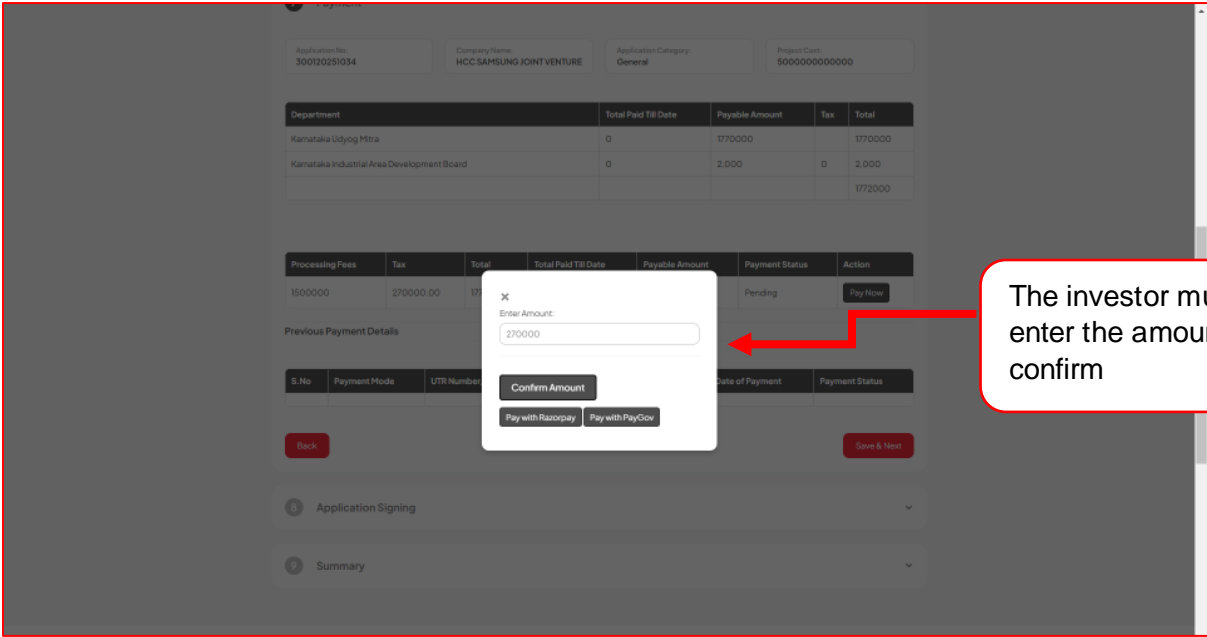 7 Payment
Application No: Company Name: Application Category: Project Cost:
300120251034 HCC SAMSUNG JOINT VENTURE General 5000000000000
Department Total Paid Till Date Payable Amount Tax Total
Karnataka Udyog Mitra 0 1770000 1770000
Karnataka Industrial Area Development Board 0 2,000 0 2,000
1772000
Processing Fees Tax Total Total Paid Till Date Payable Amount Payment Status Action
1500000 270000.00 Pending Pay Now
Enter Amount:
270000
Previous Payment Details
S.No Payment Mode UTR Number, Date of Payment Payment Status
Confirm Amount
Pay with Razorpay Pay with PayGov
Back Save & Next
8 Application Signing
9 Summary
The investor mu
enter the amou
confirm